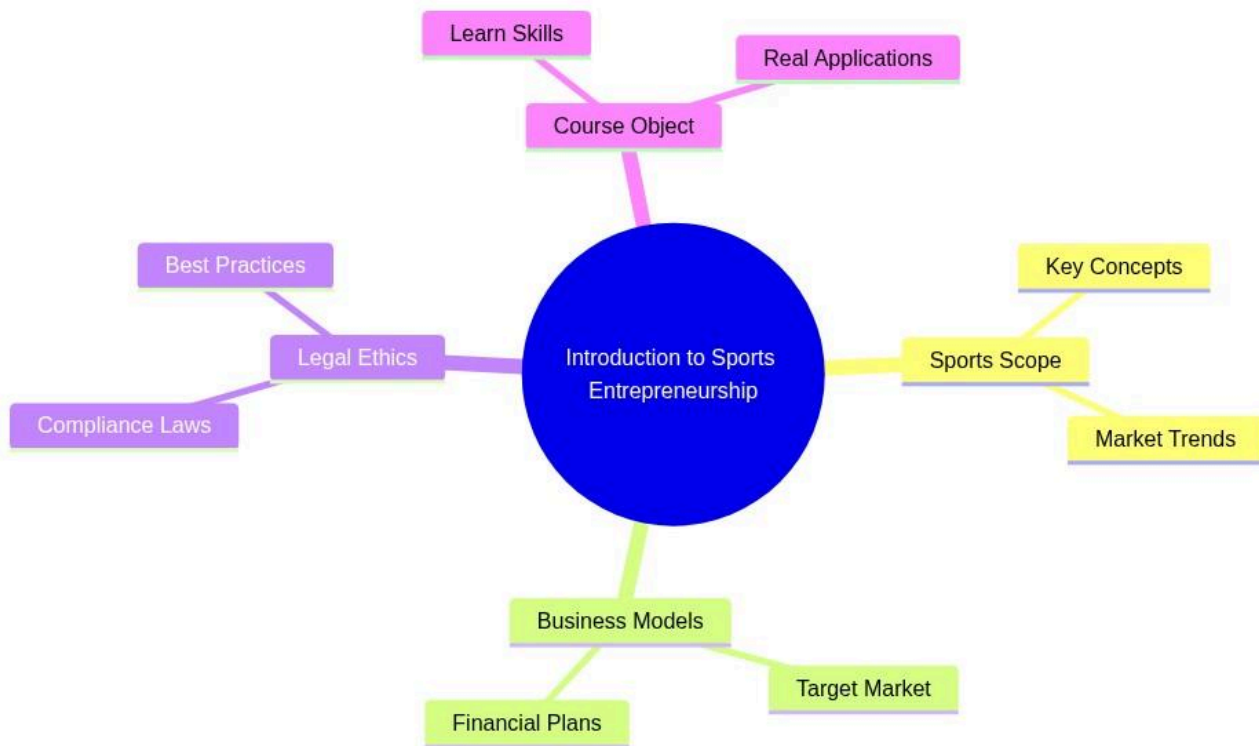 Learn Skills
Real Applications
Course Object
Best Practices
Key Concepts
Legal Ethics
Introduction to Sports
Entrepreneurship
Sports Scope
Compliance Laws
Market Trends
Business Models
Target Market
Financial Plans